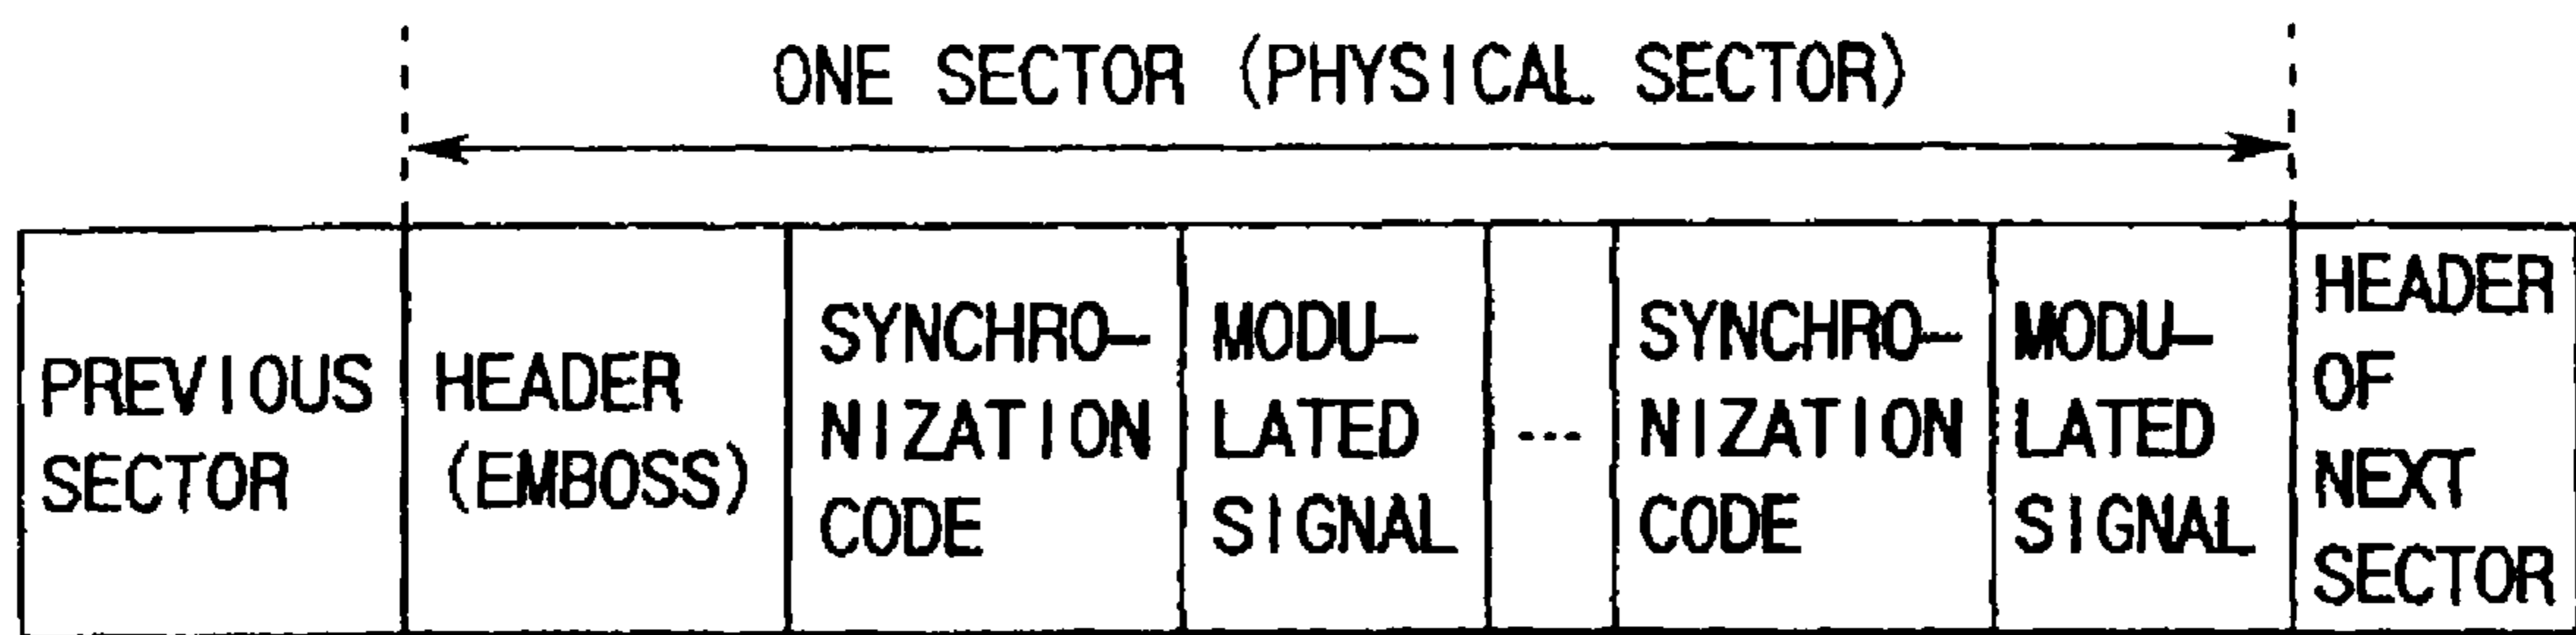 ONE SECTOR (PHYSICAL SECTOR)
PREVIOUS
SECTOR
HEADER
(EMBOSS)
SYNCHRO-
NIZATION
CODE
MODU-
LATED
SIGNAL
...
SYNCHRO-
NIZATION
CODE
MODU-
LATED
SIGNAL
HEADER
OF
NEXT
SECTOR